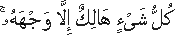 كُلُّ شَىْءٍ هَالِكٌ إِلَّا وَجْهَهُۥ ۚ